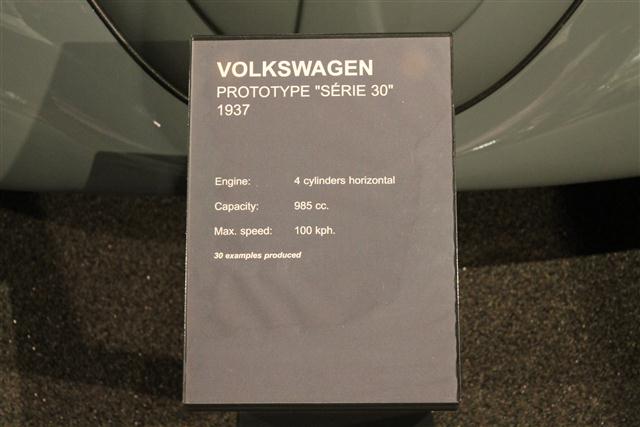 VOLKSWAGEN
PROTOTYPE "SÉRIE 30"
1937
Engine: 4 cylinders horizontal
Capacity: 985 cc.
Max. speed: 100 kph.
30 examples produced